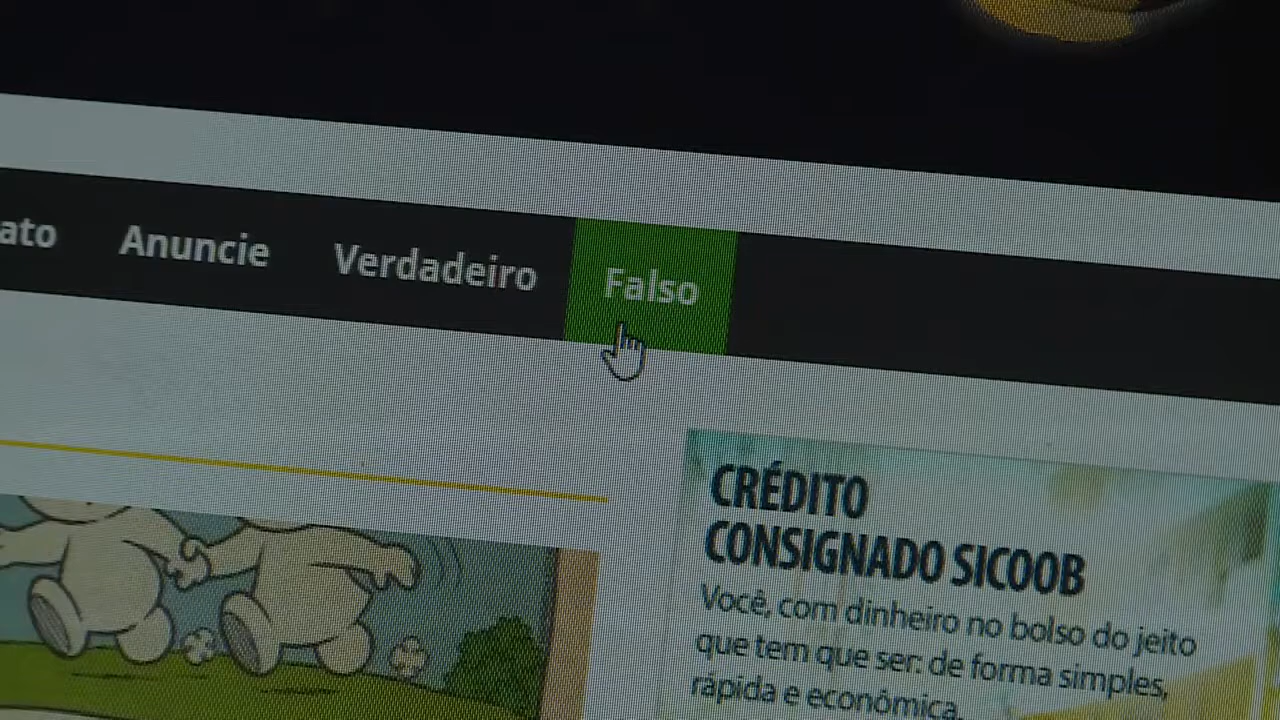 ato Anuncie Verdadeiro Falso
CRÉDITO
CONSIGNADO SICOOB
Você, com dinheiro no bolso do jeito
que tem que ser: de forma simples,
rápida e econômica.